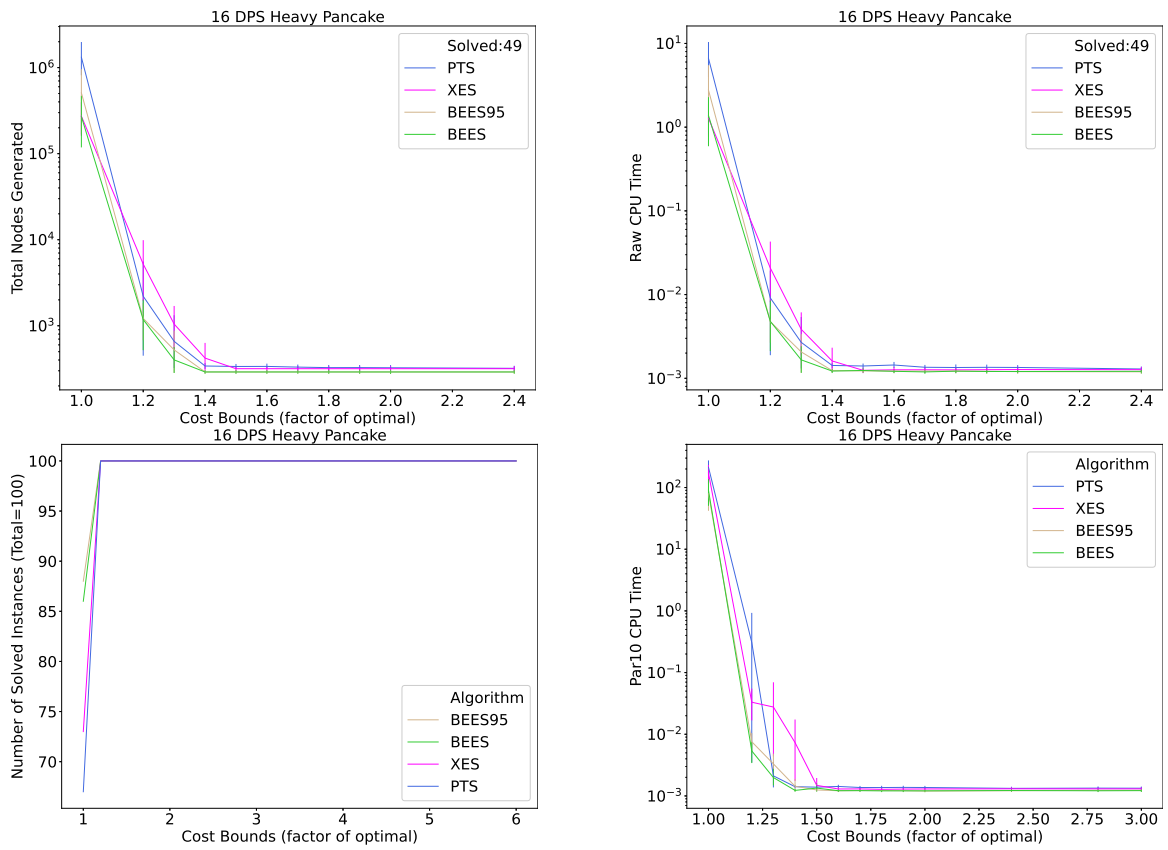 16 DPS Heavy Pancake
Total Nodes Generated
10^6
10^5
10^4
10^3
Solved:49
PTS
XES
BEES95
BEES
1.0 1.2 1.4 1.6 1.8 2.0 2.2 2.4
Cost Bounds (factor of optimal)
16 DPS Heavy Pancake
Raw CPU Time
10^1
10^0
10^−1
10^−2
10^−3
Solved:49
PTS
XES
BEES95
BEES
1.0 1.2 1.4 1.6 1.8 2.0 2.2 2.4
Cost Bounds (factor of optimal)
16 DPS Heavy Pancake
Number of Solved Instances (Total=100)
100
95
90
85
80
75
70
Algorithm
BEES95
BEES
XES
PTS
1 2 3 4 5 6
Cost Bounds (factor of optimal)
16 DPS Heavy Pancake
Par10 CPU Time
10^2
10^1
10^0
10^−1
10^−2
10^−3
Algorithm
PTS
XES
BEES95
BEES
1.00 1.25 1.50 1.75 2.00 2.25 2.50 2.75 3.00
Cost Bounds (factor of optimal)